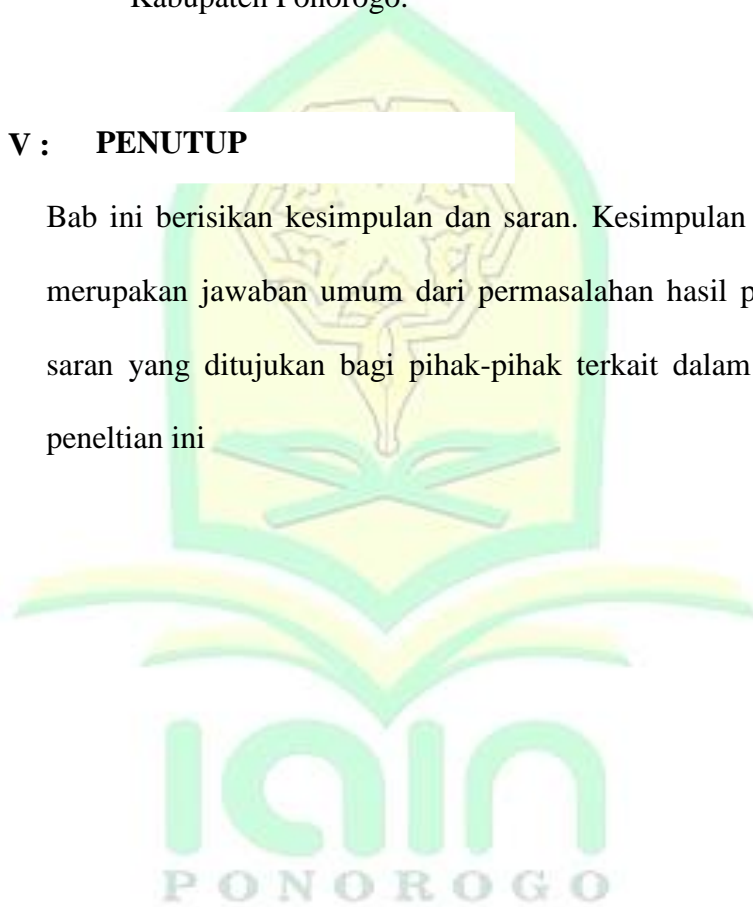 Kabupaten Ponorogo.
V : PENUTUP
Bab ini berisikan kesimpulan dan saran. Kesimpulan
merupakan jawaban umum dari permasalahan hasil p
saran yang ditujukan bagi pihak-pihak terkait dalam
peneltian ini
iain
PONOROGO